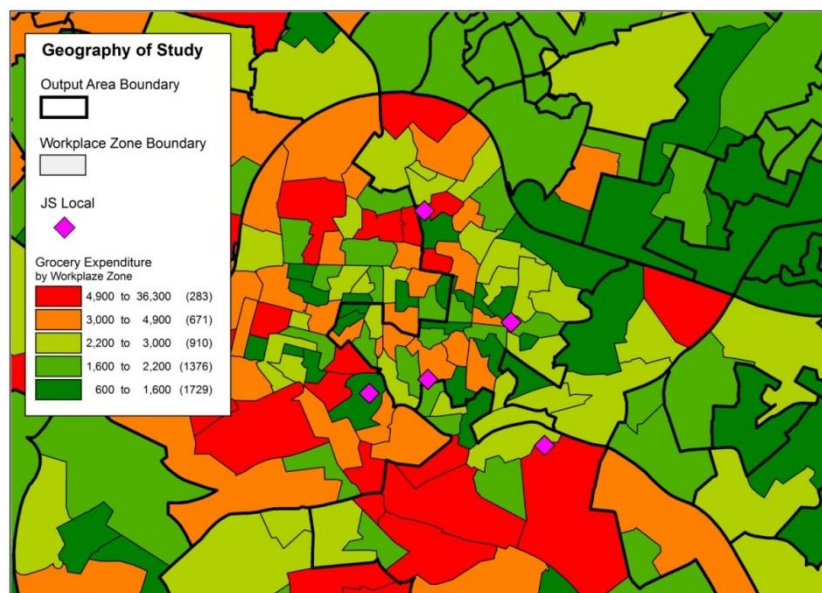 Geography of Study
Output Area Boundary
Workplace Zone Boundary
JS Local
Grocery Expenditure
by Workplaze Zone
4,900 to 36,300 (283)
3,000 to 4,900 (671)
2,200 to 3,000 (910)
1,600 to 2,200 (1376)
600 to 1,600 (1729)